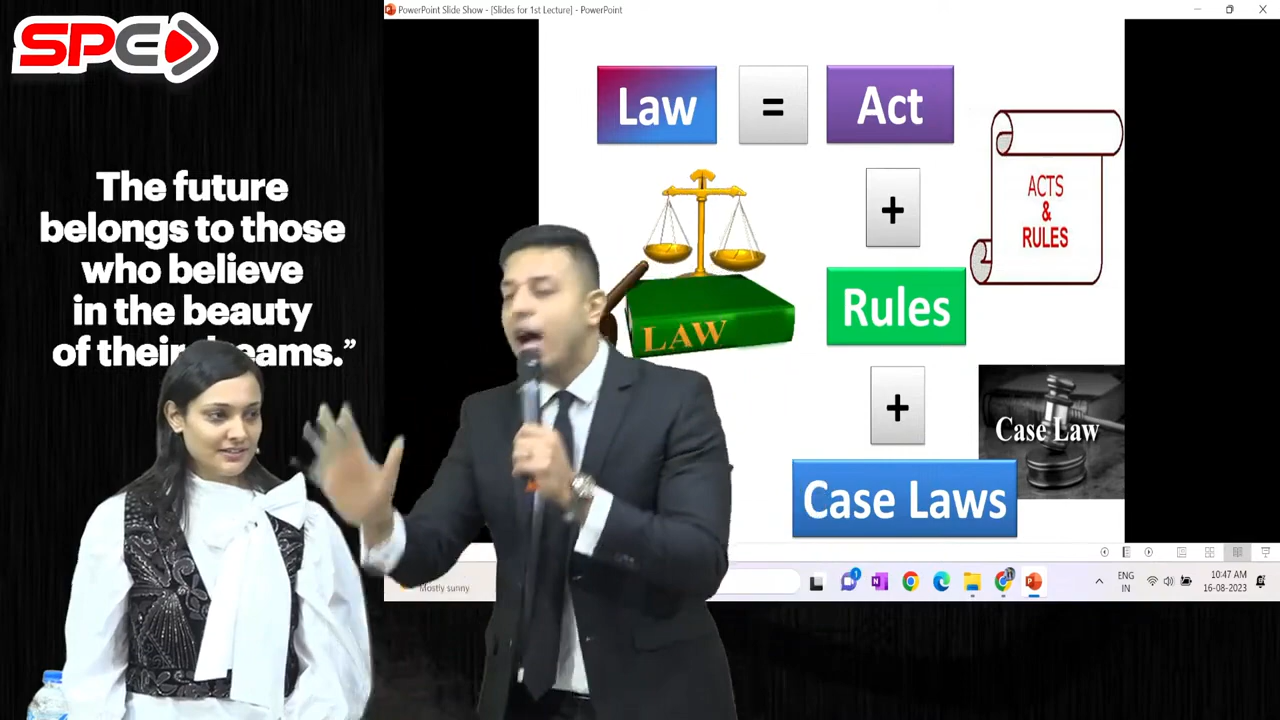 SPE
PowerPoint Slide Show - [Slides for 1st Lecture] - PowerPoint
The future
belongs to those
who believe
in the beauty
of their dreams.”
Law = Act
+
Rules
+
Case Laws
LAW
ACTS
&
RULES
Case Law
Mostly sunny
1
ENG
IN
10:47 AM
16-08-2023